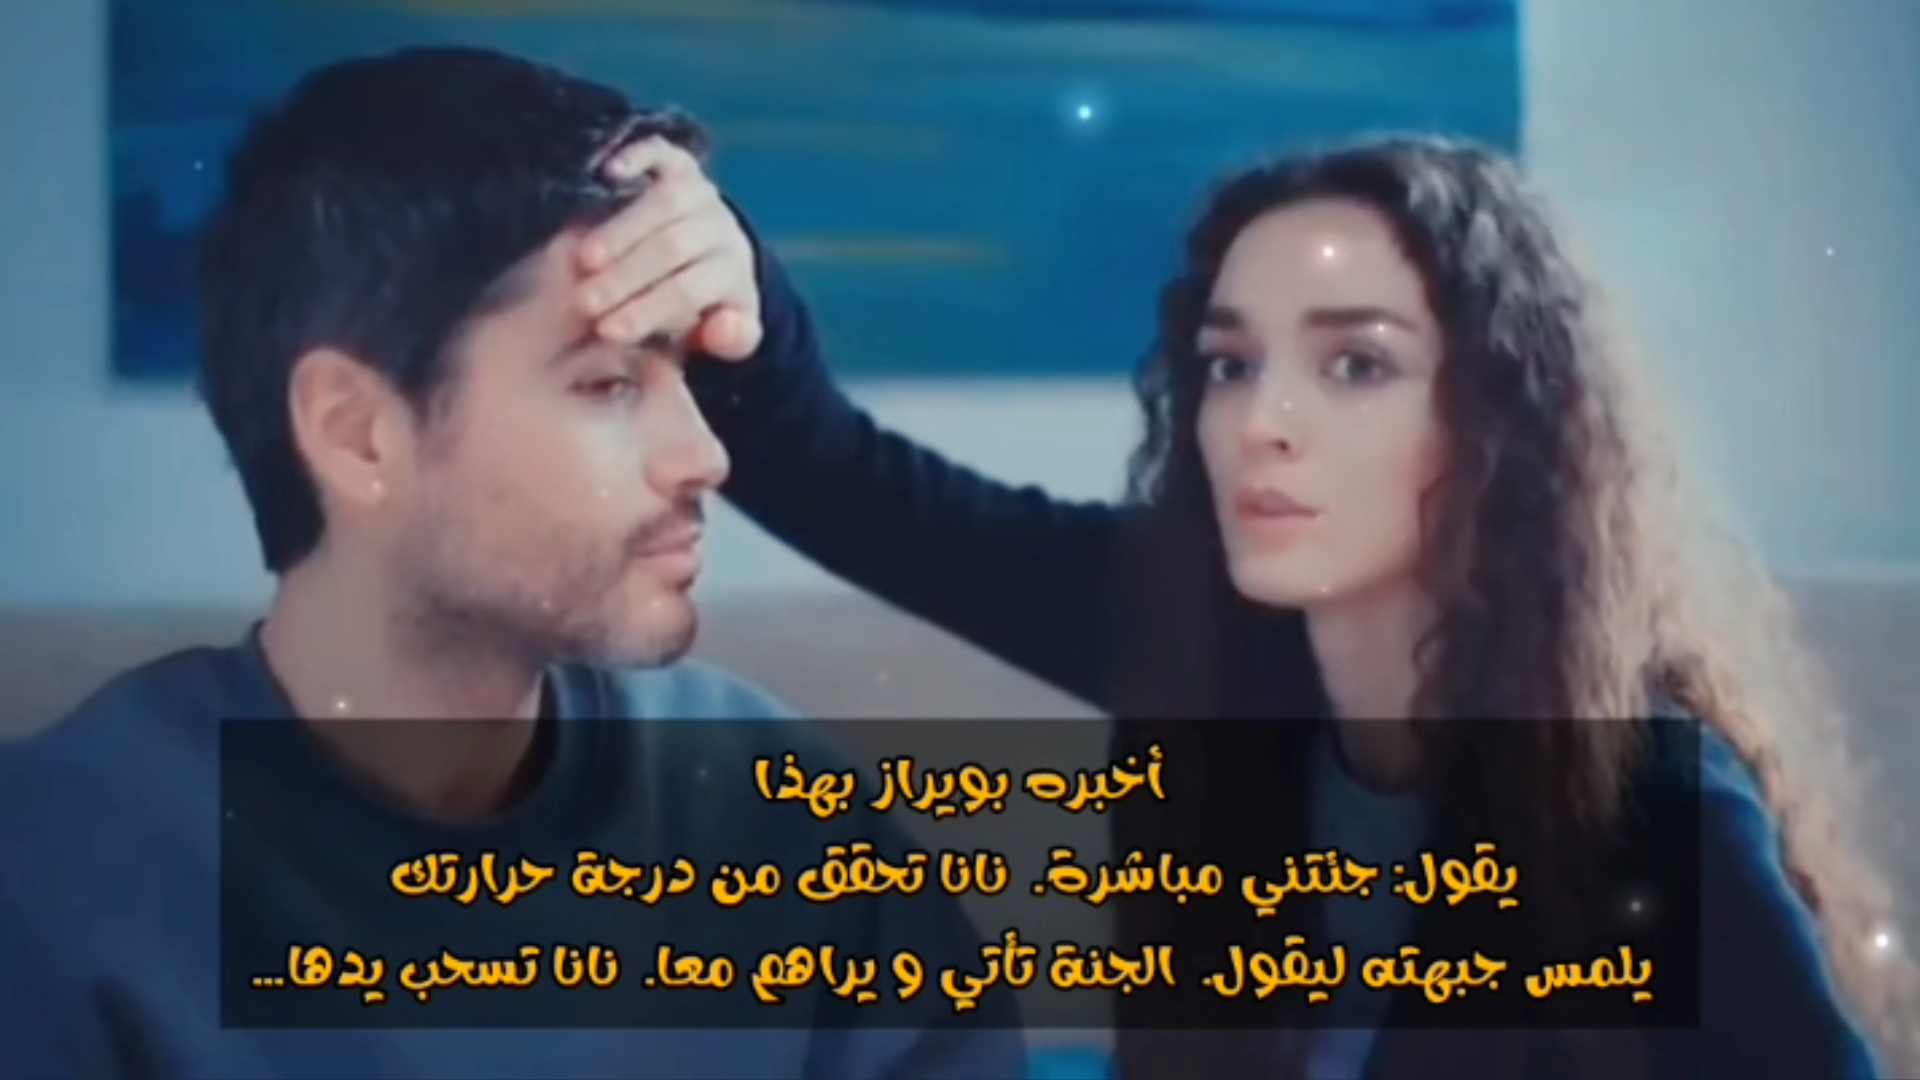 أخبره بويراز بهذا
يقول: جئتني مباشرة. نانا تحقق من درجة حرارتك
يلمس جبهته ليقول. الجنة تأتي و يراهم معا. نانا تسحب يدها...